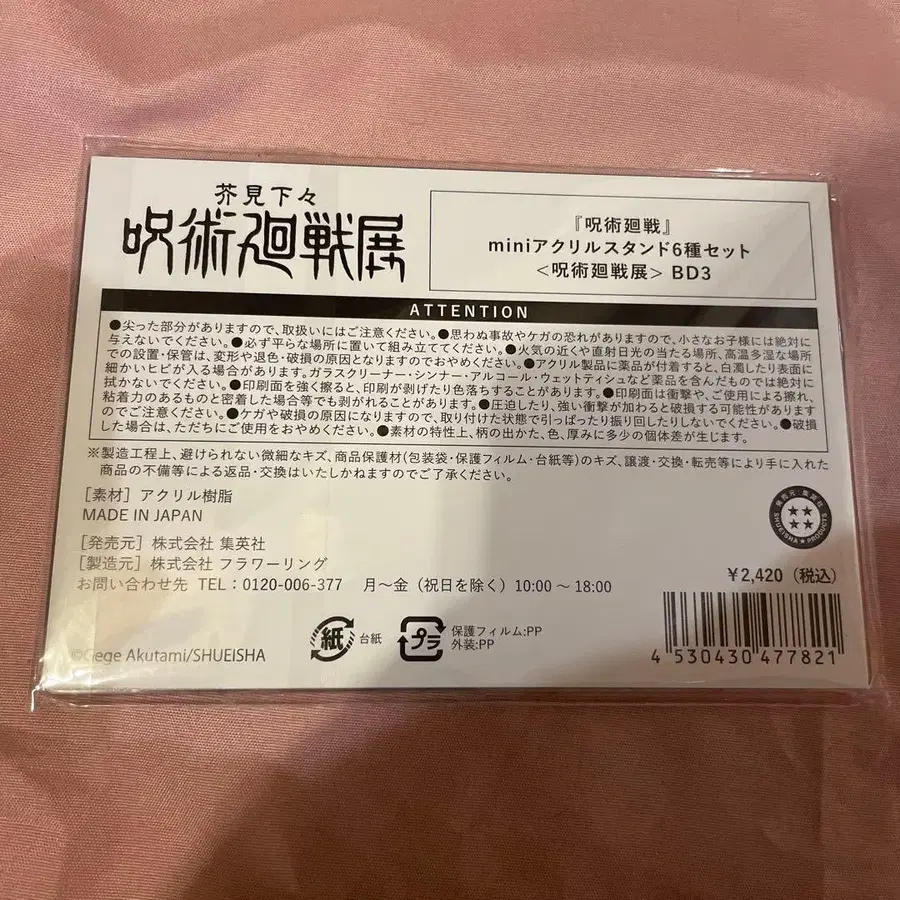 芥見下々
呪術廻戦展
『呪術廻戦』
miniアクリルスタンド6種セット
<呪術廻戦展> BD3
ATTENTION
●尖った部分がありますので、取扱いにはご注意ください。●思わぬ事故やケガの恐れがありますので、小さなお子様には絶対に
与えないでください。●必ず平らな場所に置いて組み立ててください。●火気の近くや直射日光の当たる場所、高温多湿な場所
での設置・保管は、変形や退色・破損の原因となりますのでおやめください。●アクリル製品に薬品が付着すると、白濁したり表面に
細かいヒビが入る場合があります。ガラスクリーナー・シンナー・アルコール・ウェットティシュなど薬品を含んだものでは絶対に
拭かないでください。●印刷面を強く擦ると、印刷が剥げたり色落ちすることがあります。●印刷面は衝撃や、ご使用による擦れ、
粘着力のあるものと密着した場合等でも剥がれることがあります。●圧迫したり、強い衝撃が加わると破損する可能性があります
のでご注意ください。●ケガや破損の原因になりますので、取り付けた状態で引っぱったり振り回したりしないでください。●破損
した場合は、ただちにご使用をおやめください。●素材の特性上、柄の出かた、色、厚みに多少の個体差が生じます。
※製造工程上、避けられない微細なキズ、商品保護材(包装袋・保護フィルム・台紙等)のキズ、譲渡・交換・転売等により手に入れた
商品の不備等による返品・交換はいたしかねますのでご了承ください。
[素材] アクリル樹脂
MADE IN JAPAN
[発売元] 株式会社 集英社
[製造元] 株式会社 フラワーリング
お問い合わせ先 TEL:0120-006-377 月〜金(祝日を除く)10:00〜18:00
発売元:集英社
SHUEISHA★PRODUCTS
¥2,420(税込)
紙 台紙
プラ 保護フィルム:PP
外装:PP
©Gege Akutami/SHUEISHA
4 530430 477821